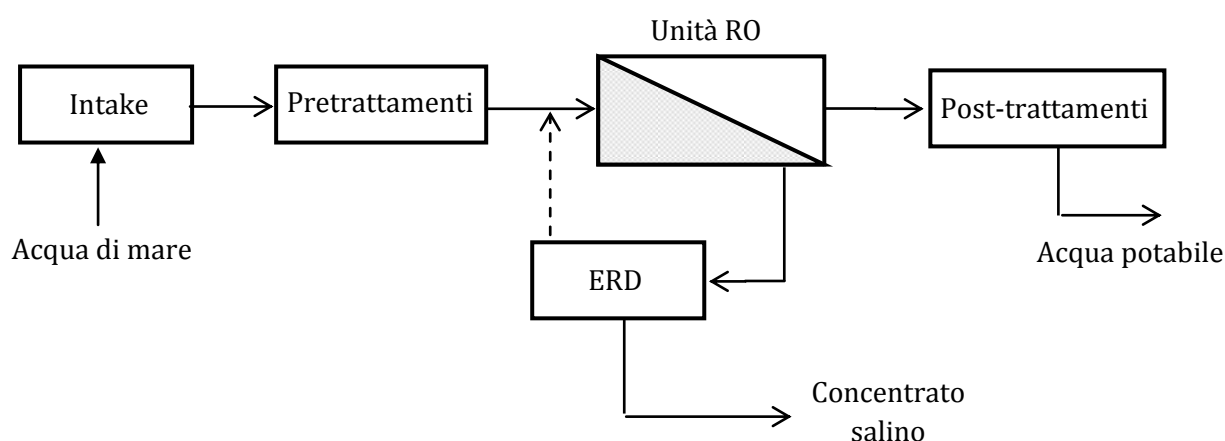 Unità RO
Intake
Pretrattamenti
Post-trattamenti
Acqua di mare
ERD
Acqua potabile
Concentrato
salino